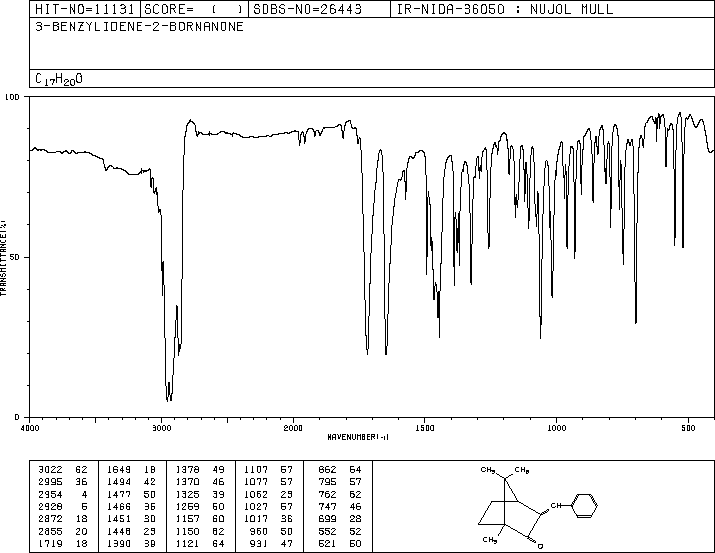 HIT-NO=11131 SCORE= ( ) SDBS-NO=26443 IR-NIDA-36050 : NUJOL MULL
3-BENZYLIDENE-2-BORNANONE
C17H20O
100
TRANSMITTANCE(%)
50
0
4000 3000 2000 1500 1000 500
WAVENUMBER(-1)
3022 62 1649 18 1378 49 1107 57 862 64
2995 36 1494 42 1370 46 1077 57 795 57
2954 4 1477 50 1325 39 1062 23 762 62
2928 5 1466 36 1259 50 1027 57 747 46
2872 18 1451 30 1157 60 1017 36 699 28
2855 20 1448 29 1150 62 960 50 552 52
1719 18 1390 39 1121 64 931 47 521 50
CH3 CH3
CH
CH3
O